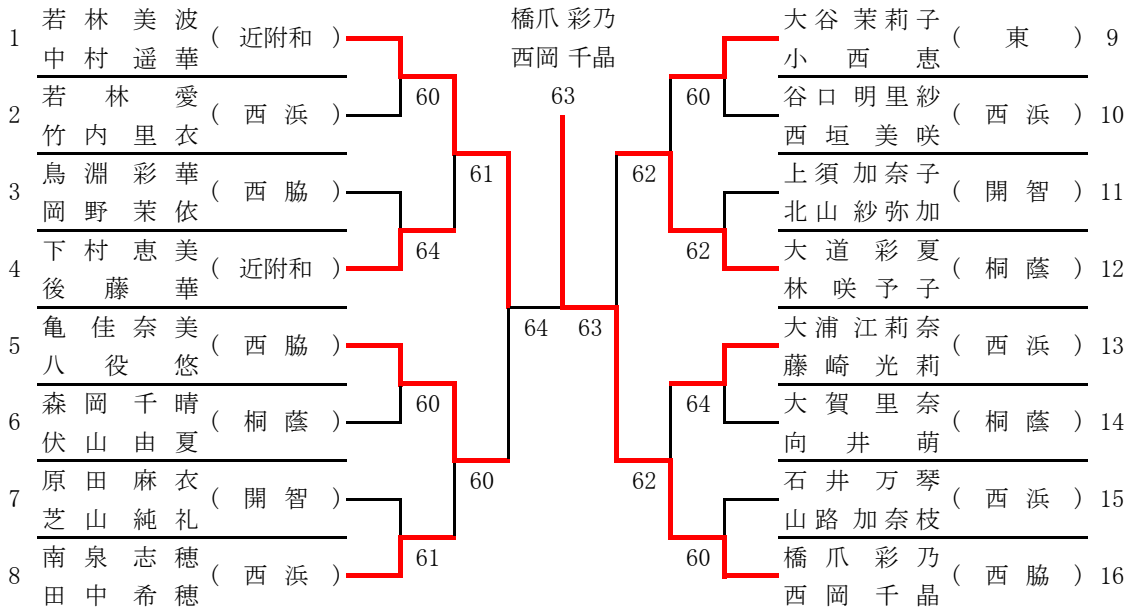 橋爪 彩乃
西岡 千晶
63
1 若林美波 中村遥華 ( 近附和 )
2 若林愛 竹内里衣 ( 西浜 )
3 鳥淵彩華 岡野茉依 ( 西脇 )
4 下村恵美 後藤華 ( 近附和 )
5 亀佳奈美 八役悠 ( 西脇 )
6 森岡千晴 伏山由夏 ( 桐蔭 )
7 原田麻衣 芝山純礼 ( 開智 )
8 南泉志穂 田中希穂 ( 西浜 )
60
64
60
61
61
60
64 63
62
62
60
62
64
60
大谷茉莉子 小西恵 ( 東 ) 9
谷口明里紗 西垣美咲 ( 西浜 ) 10
上須加奈子 北山紗弥加 ( 開智 ) 11
大道彩夏 林咲予子 ( 桐蔭 ) 12
大浦江莉奈 藤崎光莉 ( 西浜 ) 13
大賀里奈 向井萌 ( 桐蔭 ) 14
石井万琴 山路加奈枝 ( 西浜 ) 15
橋爪彩乃 西岡千晶 ( 西脇 ) 16